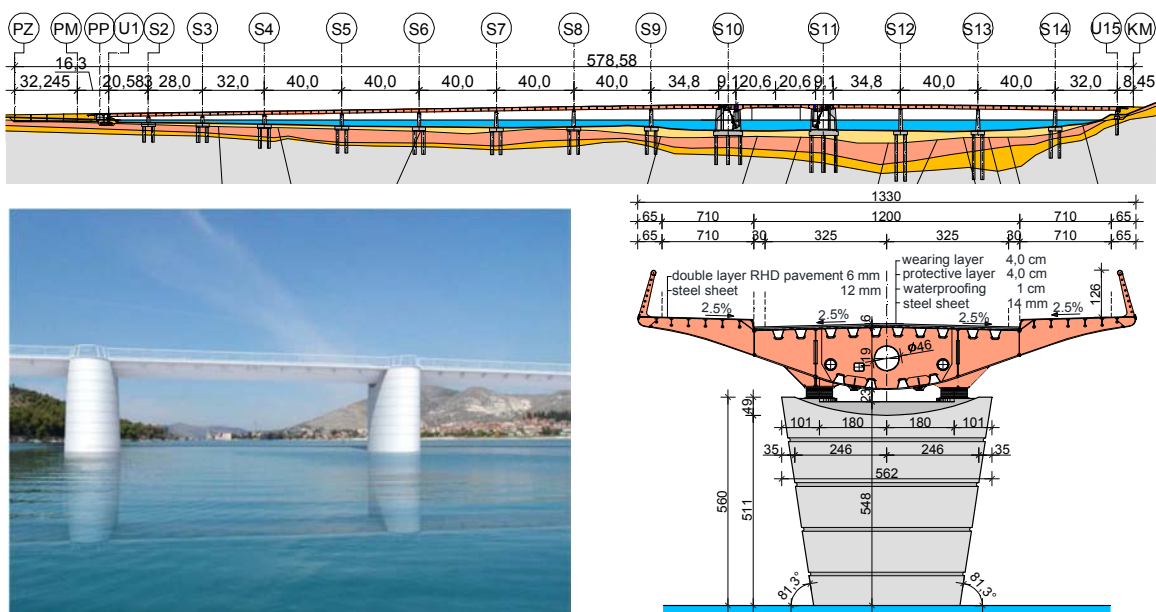 PZ PM PP U1 S2 S3 S4 S5 S6 S7 S8 S9 S10 S11 S12 S13 S14 U15 KM
578,58
16,3
32,245 20,583 28,0 32,0 40,0 40,0 40,0 40,0 40,0 34,8 9,1 20,6 20,6 9,1 34,8 40,0 40,0 32,0 8,45
1330
65 710 1200 710 65
65 710 30 325 325 30 710 65
wearing layer 4,0 cm
double layer RHD pavement 6 mm
protective layer 4,0 cm
steel sheet 12 mm
waterproofing 1 cm
steel sheet 14 mm
126
2.5% 2.5% 2.5% 2.5%
6
119
ø46
23
49
101 180 180 101
35 246 246 35
562
560
511
548
81,3° 81,3°